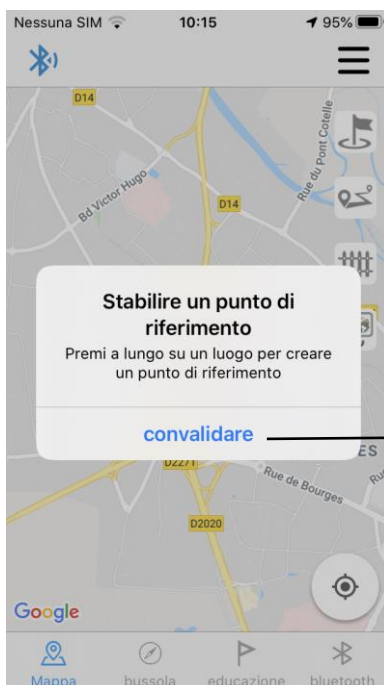 Nessuna SIM 10:15 95%
D14
Rue du Pont Cotelle
Bd Victor Hugo
D14
Stabilire un punto di
riferimento
Premi a lungo su un luogo per creare
un punto di riferimento
convalidare
ES
D2271
Rue de Bourges
Ru
D2020
Google
Mappa bussola educazione bluetooth